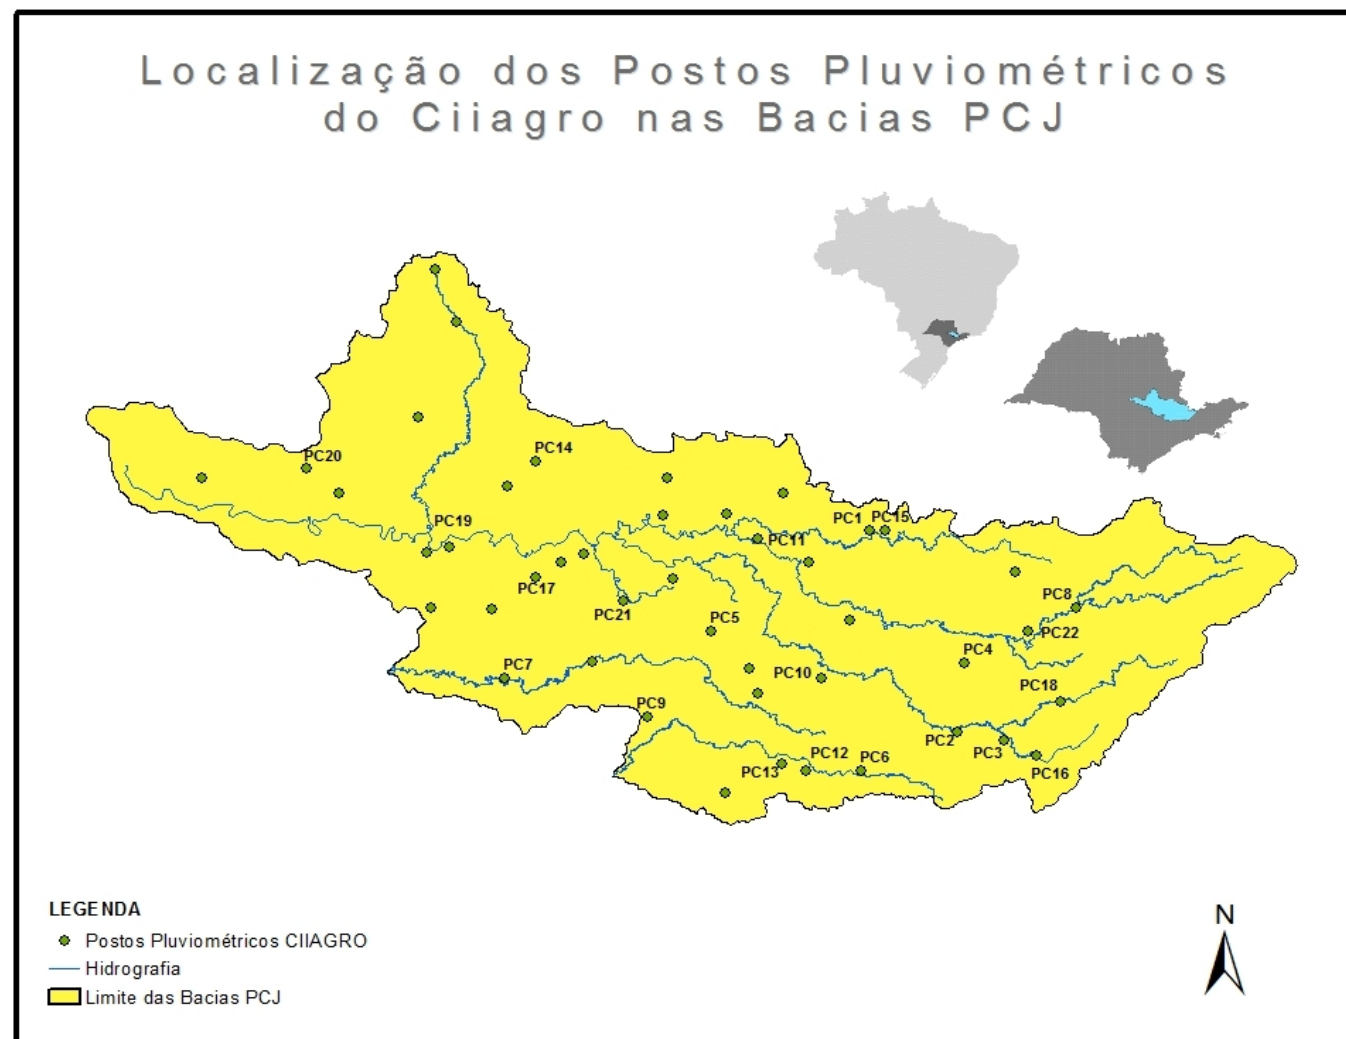 Localização dos Postos Pluviométricos
do Ciiagro nas Bacias PCJ
PC14
PC20
PC19
PC1
PC15
PC11
PC17
PC21
PC8
PC5
PC22
PC4
PC7
PC10
PC18
PC9
PC2
PC3
PC12
PC6
PC13
PC16
LEGENDA
Postos Pluviométricos CIIAGRO
Hidrografia
Limite das Bacias PCJ
N